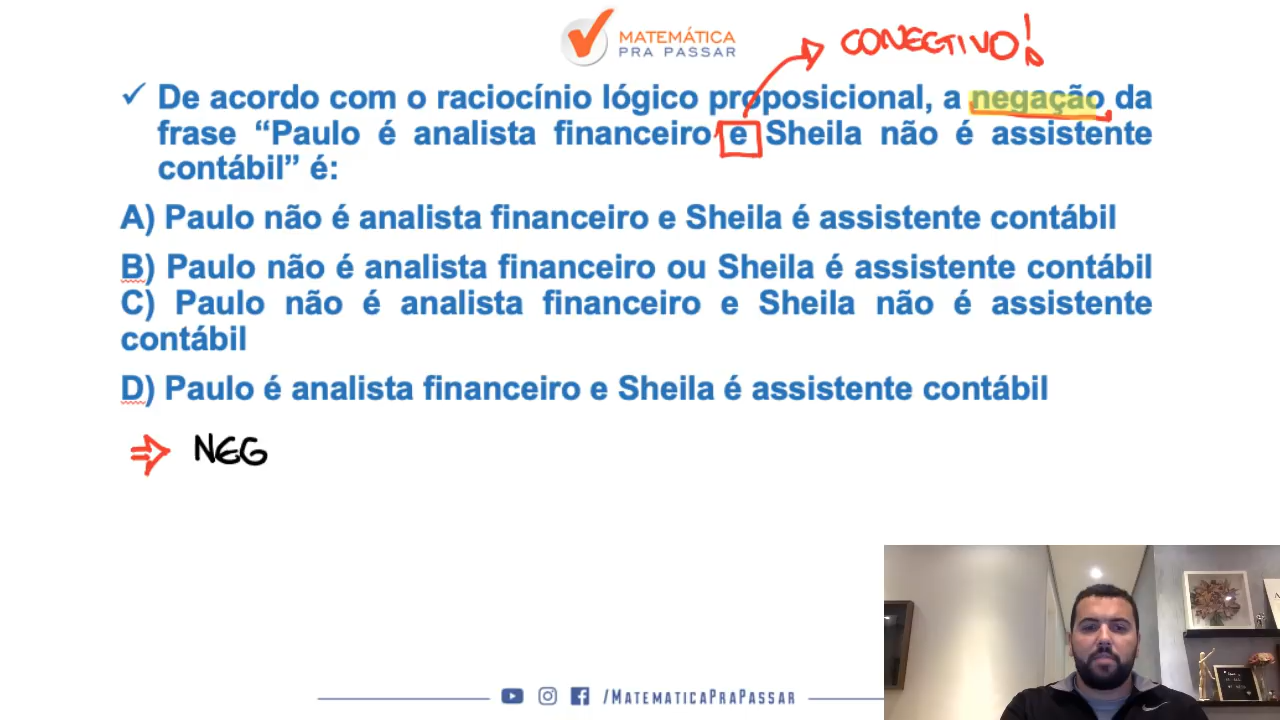 MATEMÁTICA
PRA PASSAR
CONECTIVO!
✓ De acordo com o raciocínio lógico proposicional, a negação da
frase “Paulo é analista financeiro e Sheila não é assistente
contábil” é:
A) Paulo não é analista financeiro e Sheila é assistente contábil
B) Paulo não é analista financeiro ou Sheila é assistente contábil
C) Paulo não é analista financeiro e Sheila não é assistente
contábil
D) Paulo é analista financeiro e Sheila é assistente contábil
⇒ NEG
/MATEMATICAPRAPASSAR